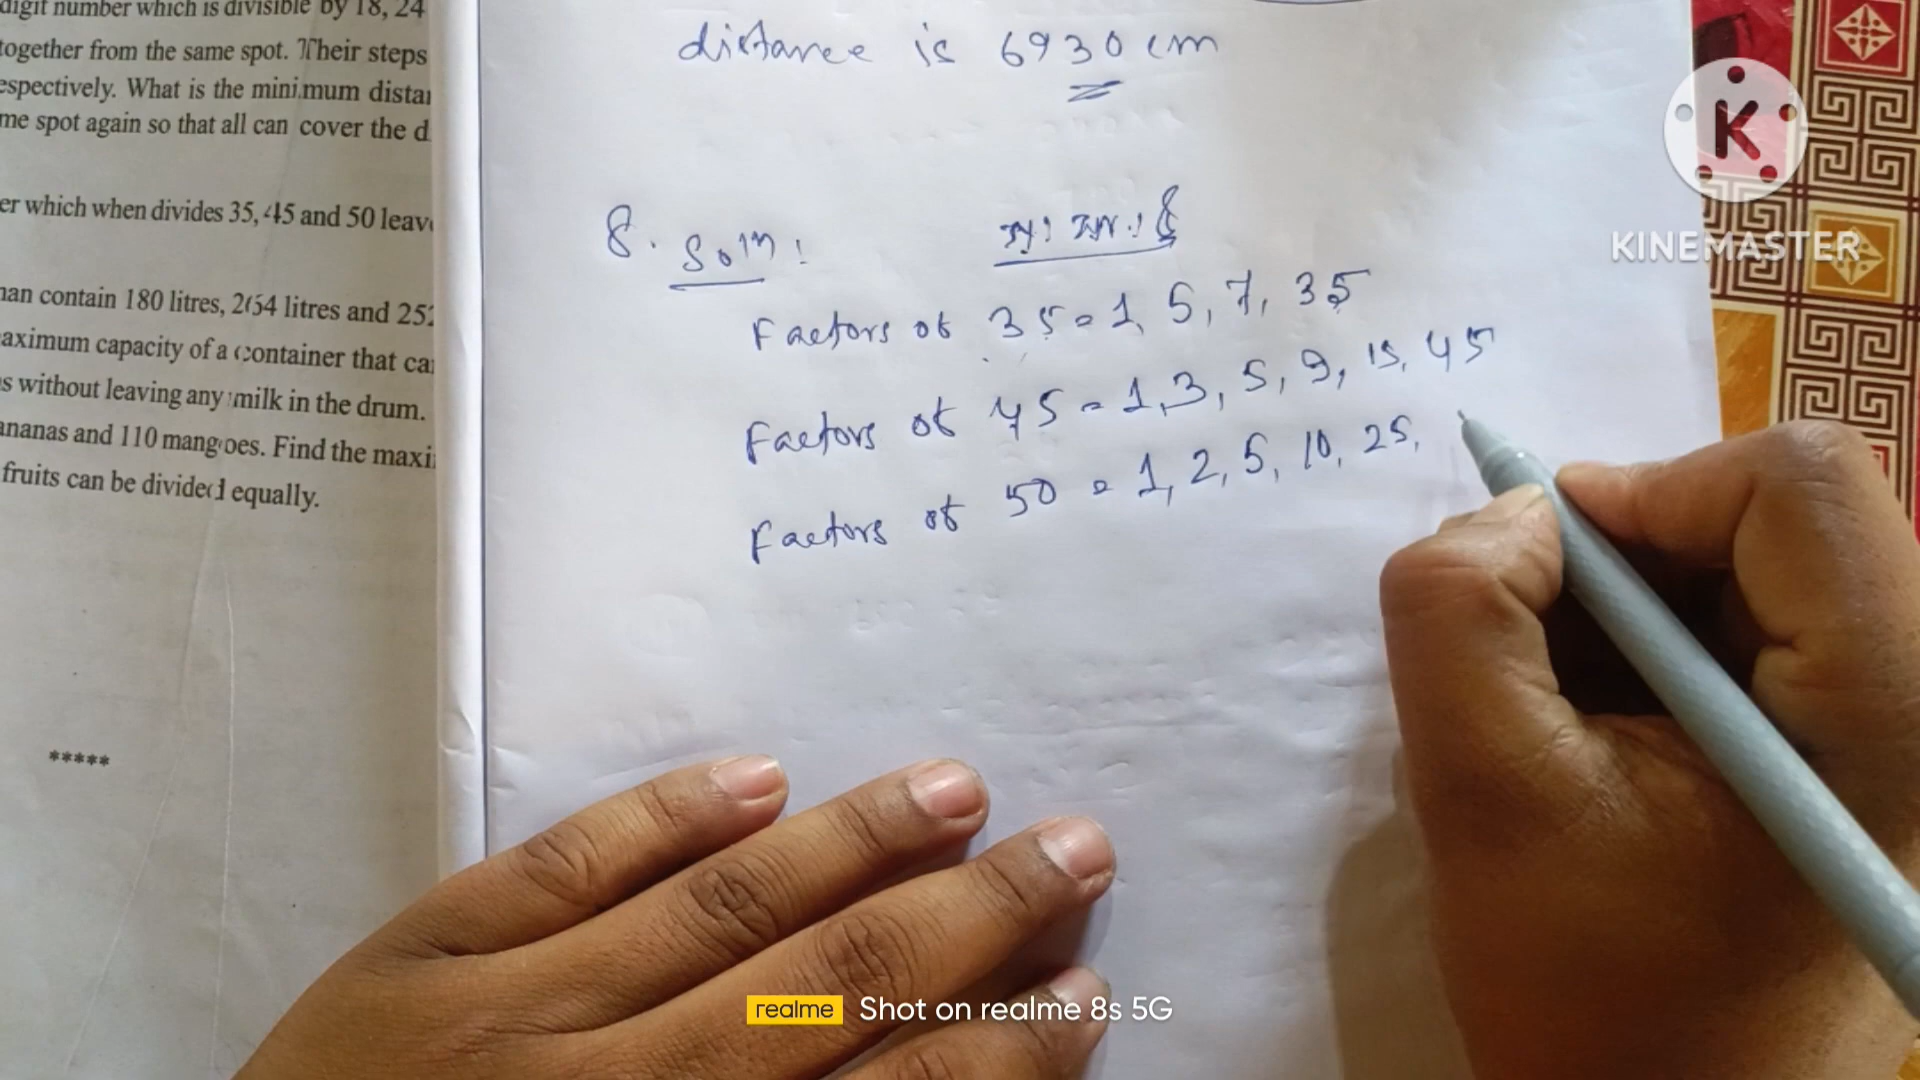 digit number which is divisible by 18, 24
together from the same spot. Their steps
espectively. What is the minimum distan
me spot again so that all can cover the d
er which when divides 35, 45 and 50 leave
man contain 180 litres, 264 litres and 252
aximum capacity of a container that can
s without leaving any milk in the drum.
ananas and 110 mangoes. Find the maxi
fruits can be divided equally.
*****
distance is 6930 cm
8. Soln:
Factors of 35 = 1, 5, 7, 35
Factors of 45 = 1, 3, 5, 9, 15, 45
Factors of 50 = 1, 2, 5, 10, 25,
K
KINEMASTER
realme Shot on realme 8s 5G